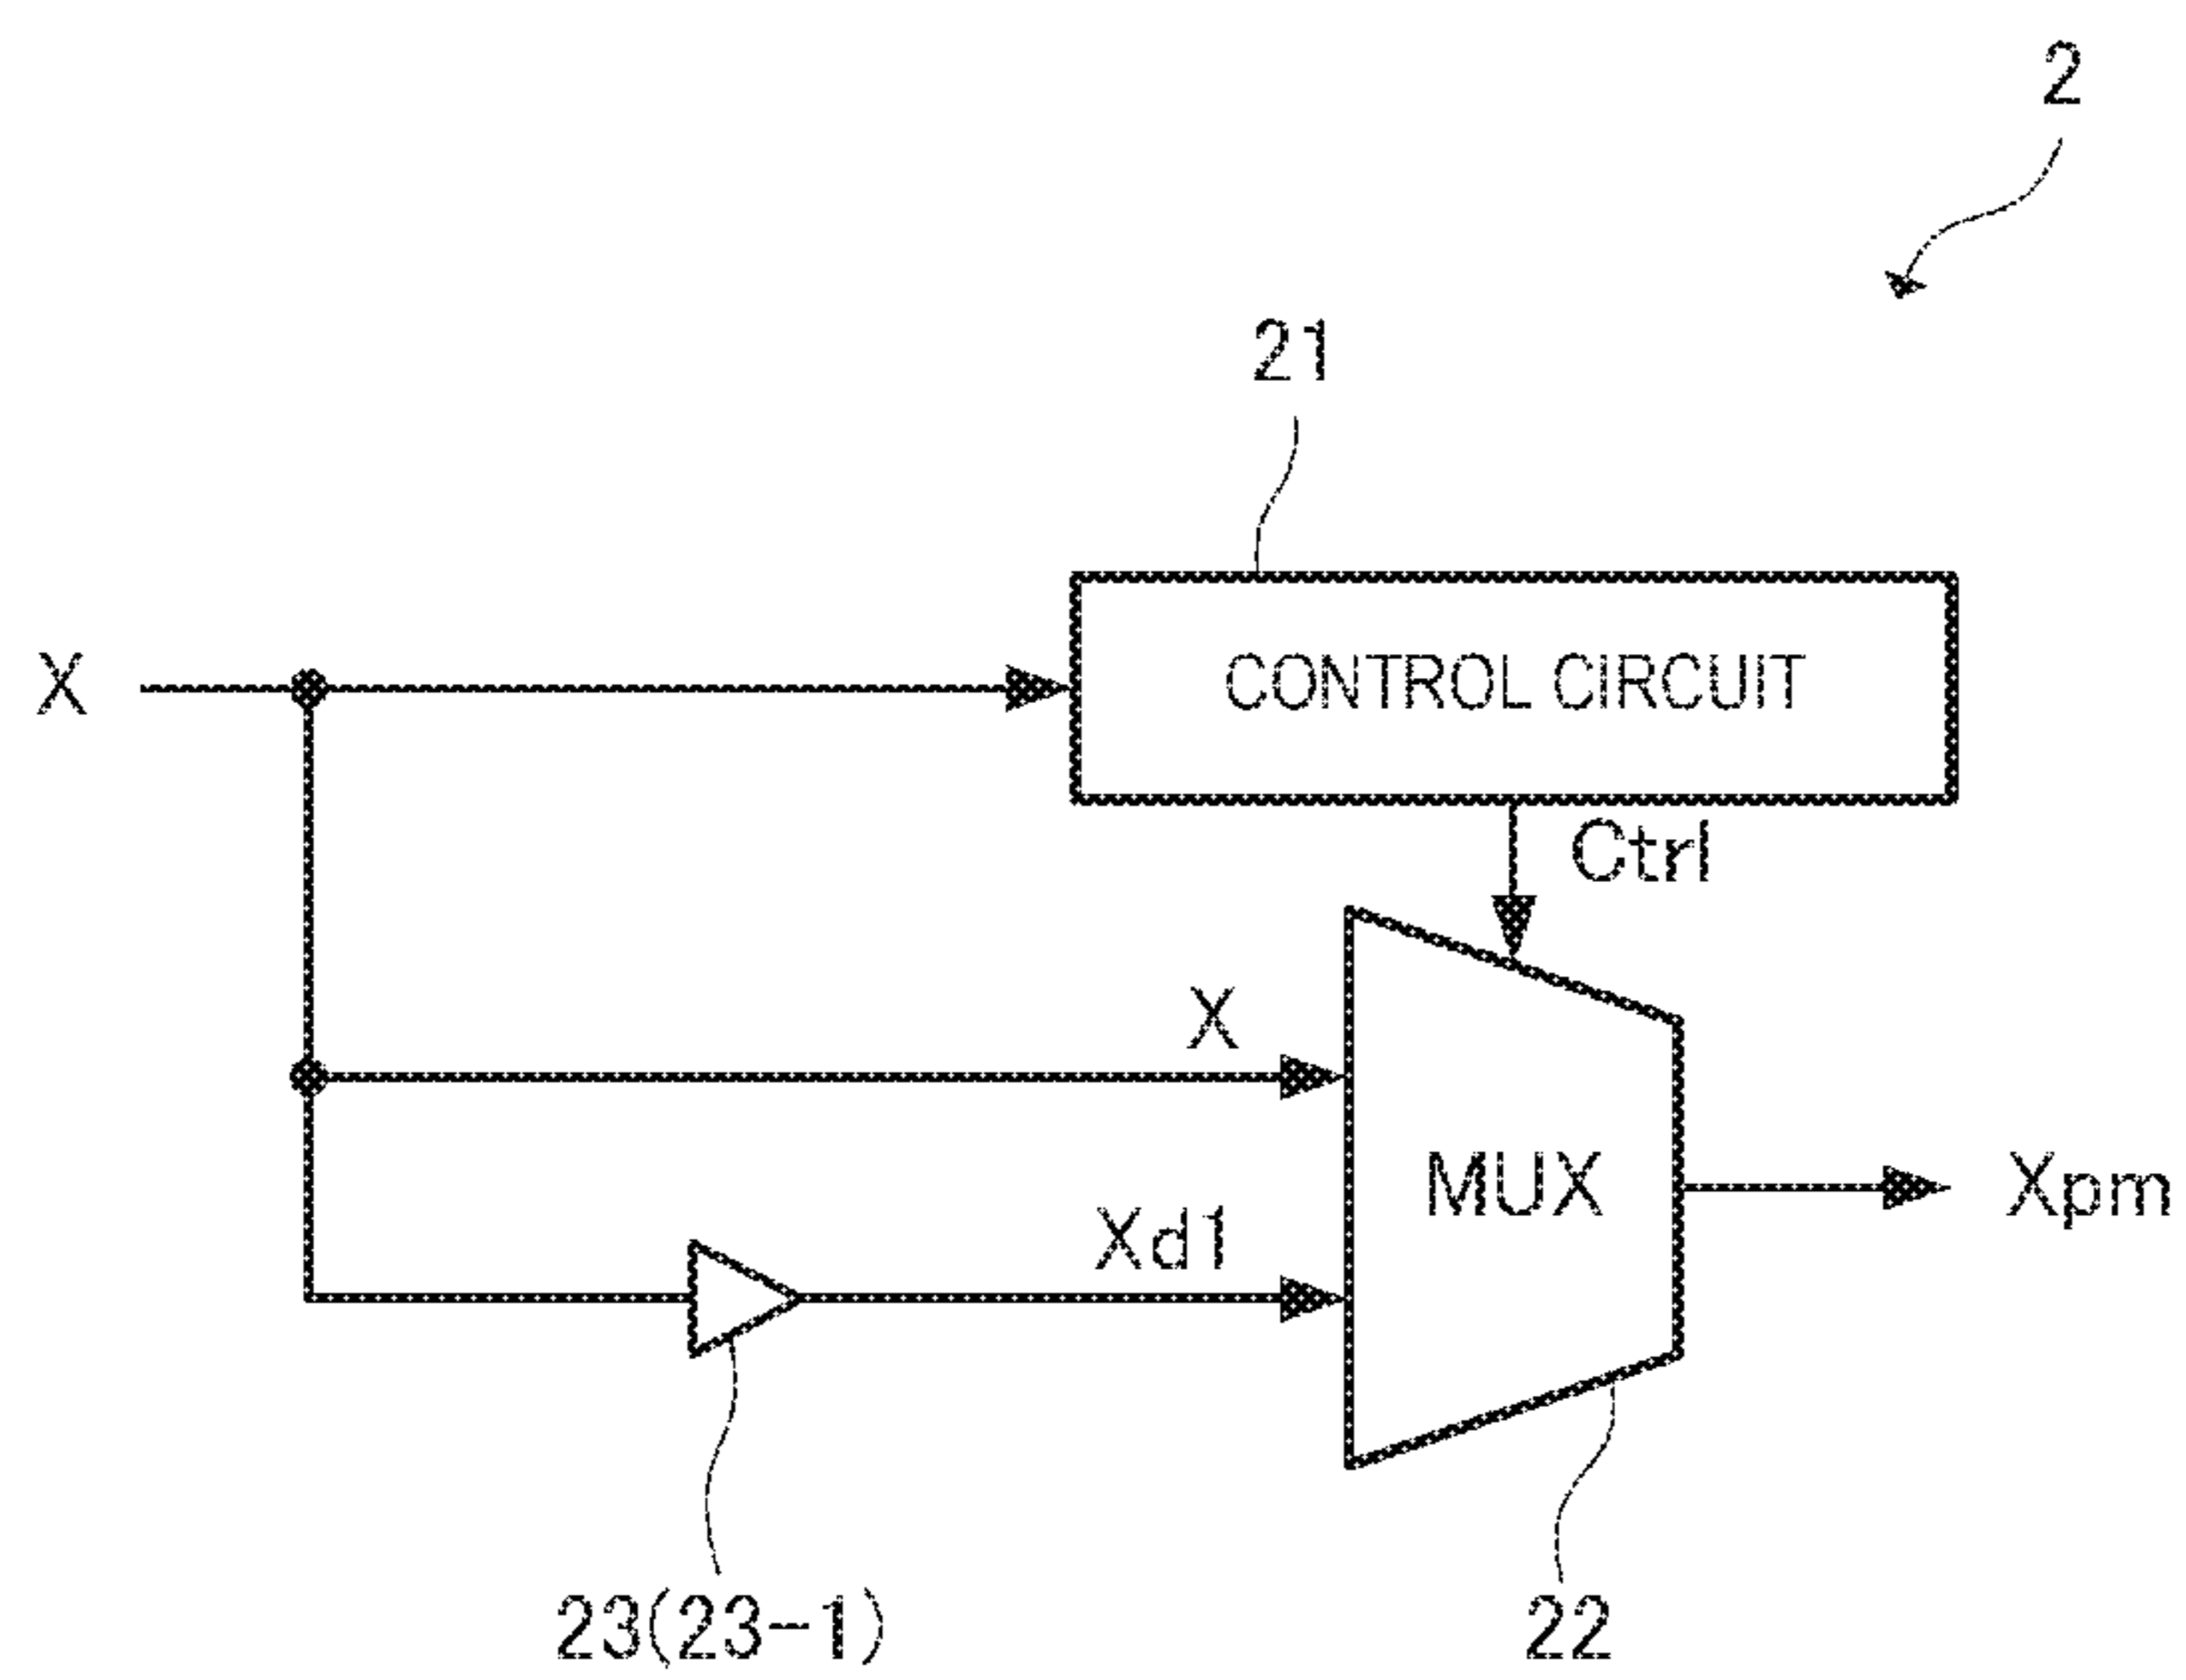 2
21
X
CONTROL CIRCUIT
Ctrl
X
MUX
Xpm
Xd1
23(23-1)
22